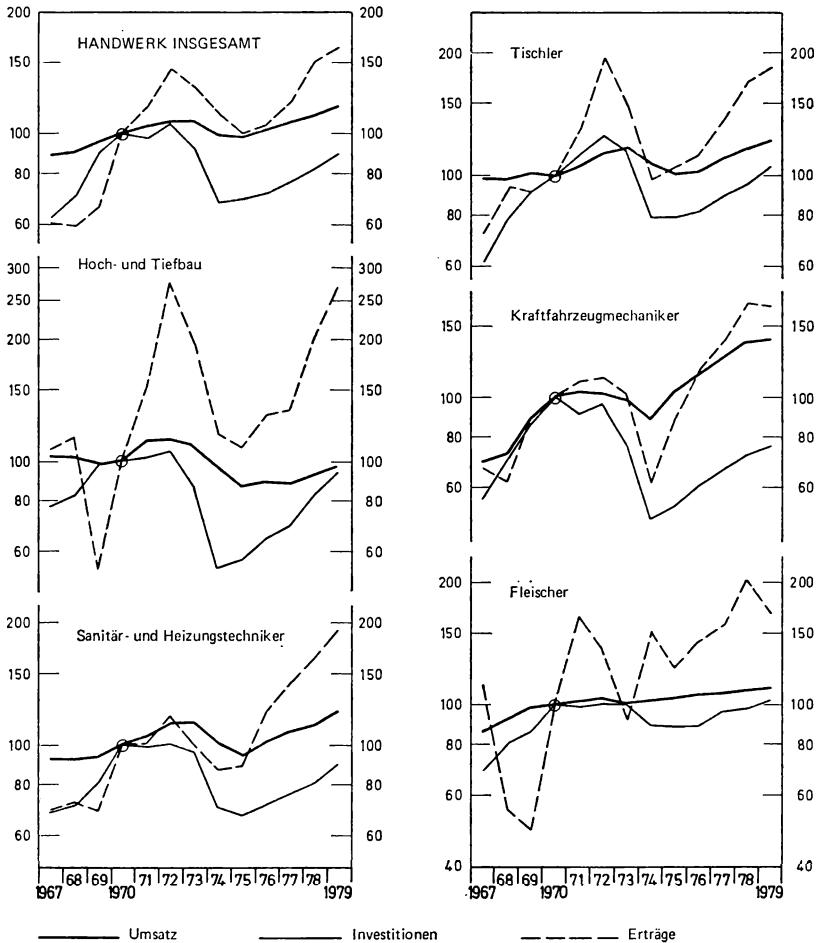 200 200 200 200
HANDWERK INSGESAMT
Tischler
150 150 150 150
100 100 100 100
80 80 80 80
60 60 60 60
Hoch- und Tiefbau
300 300
250 250
200 200
150 150
100 100
80 80
60 60
Kraftfahrzeugmechaniker
150 150
100 100
80 80
60 60
Sanitär- und Heizungstechniker
200 200
150 150
100 100
80 80
60 60
Fleischer
200 200
150 150
100 100
80 80
60 60
40 40
1967 68 69 1970 71 72 73 74 75 76 77 78 1979
1967 68 69 1970 71 72 73 74 75 76 77 78 1979
Umsatz Investitionen Erträge